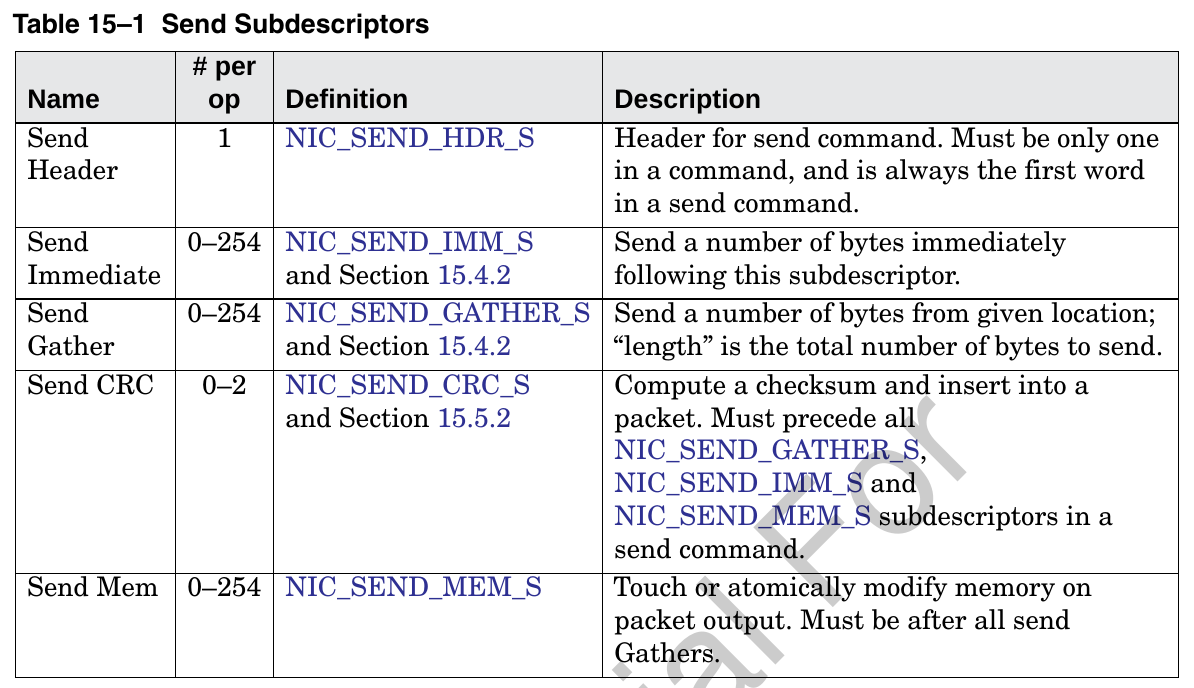 Table 15–1 Send Subdescriptors
Name
# per
op
Definition
Description
Send
Header
1
NIC_SEND_HDR_S
Header for send command. Must be only one
in a command, and is always the first word
in a send command.
Send
Immediate
0–254
NIC_SEND_IMM_S
and Section 15.4.2
Send a number of bytes immediately
following this subdescriptor.
Send
Gather
0–254
NIC_SEND_GATHER_S
and Section 15.4.2
Send a number of bytes from given location;
“length” is the total number of bytes to send.
Send CRC
0–2
NIC_SEND_CRC_S
and Section 15.5.2
Compute a checksum and insert into a
packet. Must precede all
NIC_SEND_GATHER_S,
NIC_SEND_IMM_S and
NIC_SEND_MEM_S subdescriptors in a
send command.
Send Mem
0–254
NIC_SEND_MEM_S
Touch or atomically modify memory on
packet output. Must be after all send
Gathers.
For